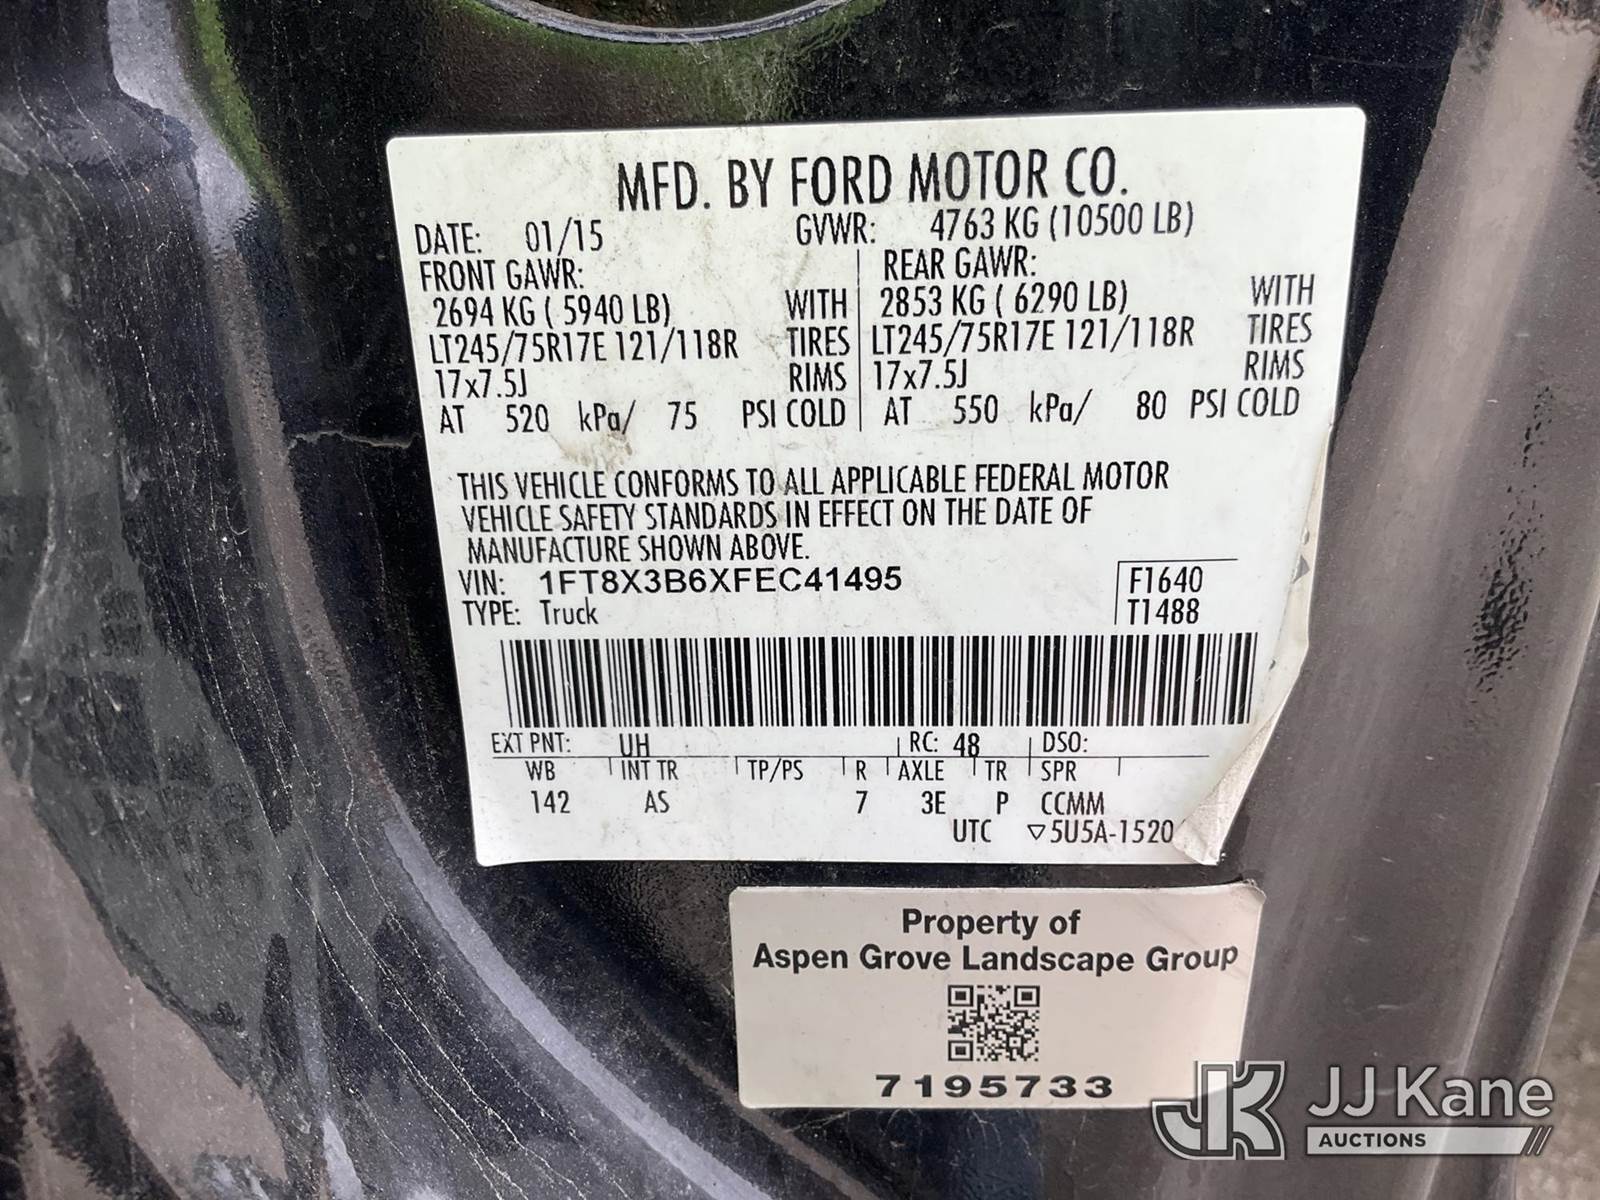 MFD. BY FORD MOTOR CO.
DATE: 01/15 GVWR: 4763 KG (10500 LB)
FRONT GAWR: REAR GAWR:
2694 KG ( 5940 LB) WITH 2853 KG ( 6290 LB) WITH
LT245/75R17E 121/118R TIRES LT245/75R17E 121/118R TIRES
17x7.5J RIMS 17x7.5J RIMS
AT 520 kPa/ 75 PSI COLD AT 550 kPa/ 80 PSI COLD
THIS VEHICLE CONFORMS TO ALL APPLICABLE FEDERAL MOTOR
VEHICLE SAFETY STANDARDS IN EFFECT ON THE DATE OF
MANUFACTURE SHOWN ABOVE.
VIN: 1FT8X3B6XFEC41495 F1640
TYPE: Truck T1488
EXT PNT: UH RC: 48 DSO:
WB INT TR TP/PS R AXLE TR SPR
142 AS 7 3E P CCMM
UTC ▽5U5A-1520
Property of
Aspen Grove Landscape Group
7195733
JK JJ Kane
AUCTIONS